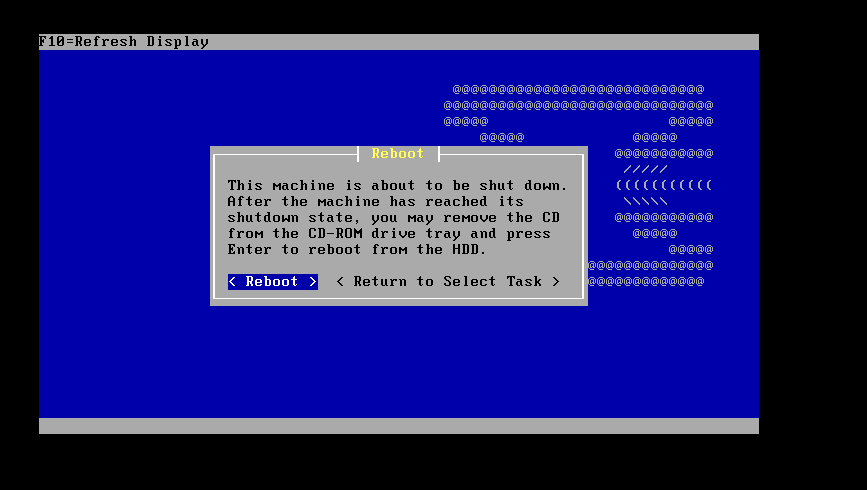 F10=Refresh Display
@@@@@@@@@@@@@@@@@@@@@@@@@@@@
@@@@@@@@@@@@@@@@@@@@@@@@@@@@@@
@@@@@ @@@@@
@@@@@ @@@@@
Reboot
@@@@@@@@@@@
/////
This machine is about to be shut down.
(((((((((((
After the machine has reached its
\\\\\
shutdown state, you may remove the CD
@@@@@@@@@@@
from the CD-ROM drive tray and press
@@@@@
Enter to reboot from the HDD.
@@@@@
@@@@@@@@@@@@@@
< Reboot > < Return to Select Task >
@@@@@@@@@@@@@